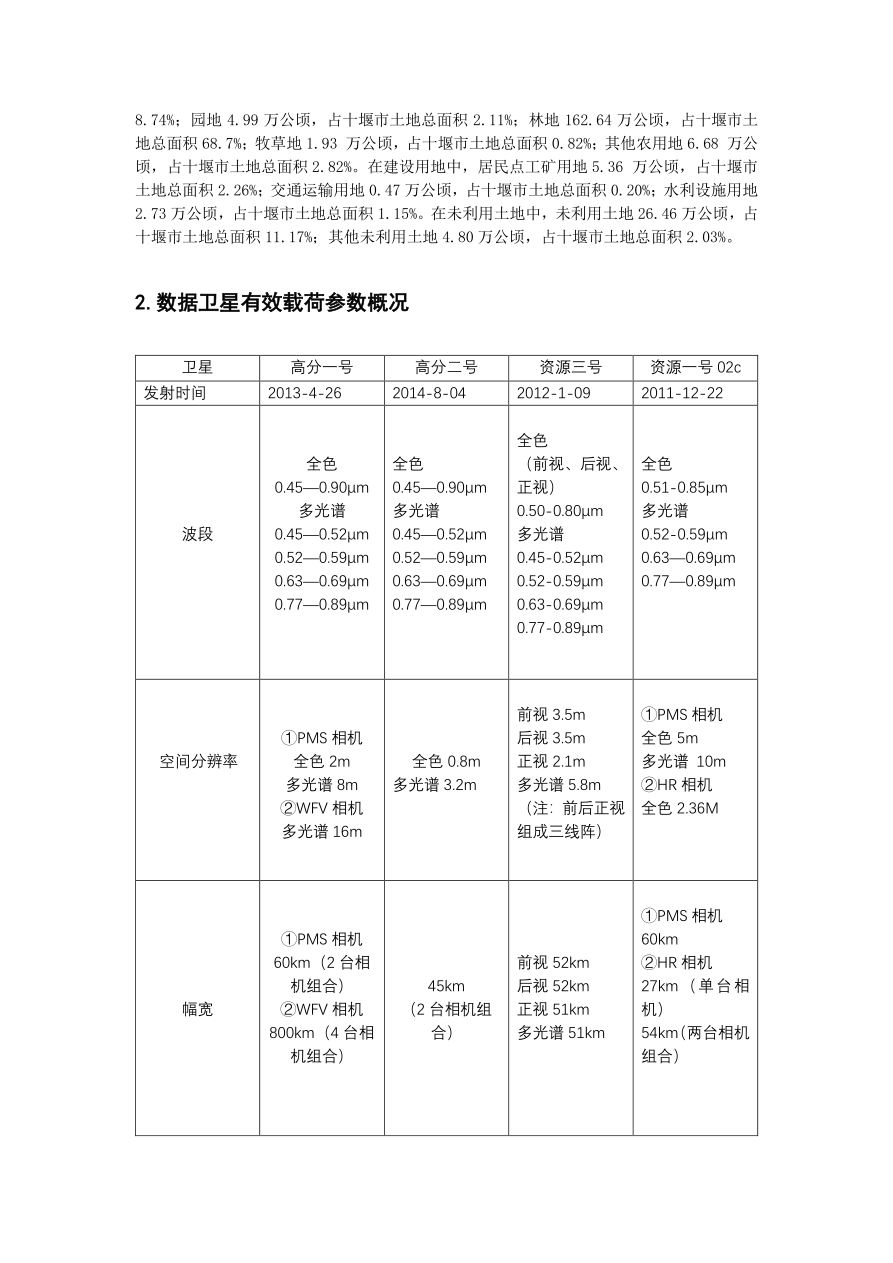 8.74%；园地 4.99 万公顷，占十堰市土地总面积 2.11%；林地 162.64 万公顷，占十堰市土
地总面积 68.7%；牧草地 1.93 万公顷，占十堰市土地总面积 0.82%；其他农用地 6.68 万公
顷，占十堰市土地总面积 2.82%。在建设用地中，居民点工矿用地 5.36 万公顷，占十堰市
土地总面积 2.26%；交通运输用地 0.47 万公顷，占十堰市土地总面积 0.20%；水利设施用地
2.73 万公顷，占十堰市土地总面积 1.15%。在未利用土地中，未利用土地 26.46 万公顷，占
十堰市土地总面积 11.17%；其他未利用土地 4.80 万公顷，占十堰市土地总面积 2.03%。
2.数据卫星有效载荷参数概况
卫星 高分一号 高分二号 资源三号 资源一号 02c
发射时间 2013-4-26 2014-8-04 2012-1-09 2011-12-22
波段
全色
0.45—0.90μm
多光谱
0.45—0.52μm
0.52—0.59μm
0.63—0.69μm
0.77—0.89μm
全色
0.45—0.90μm
多光谱
0.45—0.52μm
0.52—0.59μm
0.63—0.69μm
0.77—0.89μm
全色
（前视、后视、
正视）
0.50-0.80μm
多光谱
0.45-0.52μm
0.52-0.59μm
0.63-0.69μm
0.77-0.89μm
全色
0.51-0.85μm
多光谱
0.52-0.59μm
0.63—0.69μm
0.77—0.89μm
空间分辨率
①PMS 相机
全色 2m
多光谱 8m
②WFV 相机
多光谱 16m
全色 0.8m
多光谱 3.2m
前视 3.5m
后视 3.5m
正视 2.1m
多光谱 5.8m
（注：前后正视
组成三线阵）
①PMS 相机
全色 5m
多光谱 10m
②HR 相机
全色 2.36M
幅宽
①PMS 相机
60km（2 台相
机组合）
②WFV 相机
800km（4 台相
机组合）
45km
（2 台相机组
合）
前视 52km
后视 52km
正视 51km
多光谱 51km
①PMS 相机
60km
②HR 相机
27km（单台相
机）
54km（两台相机
组合）